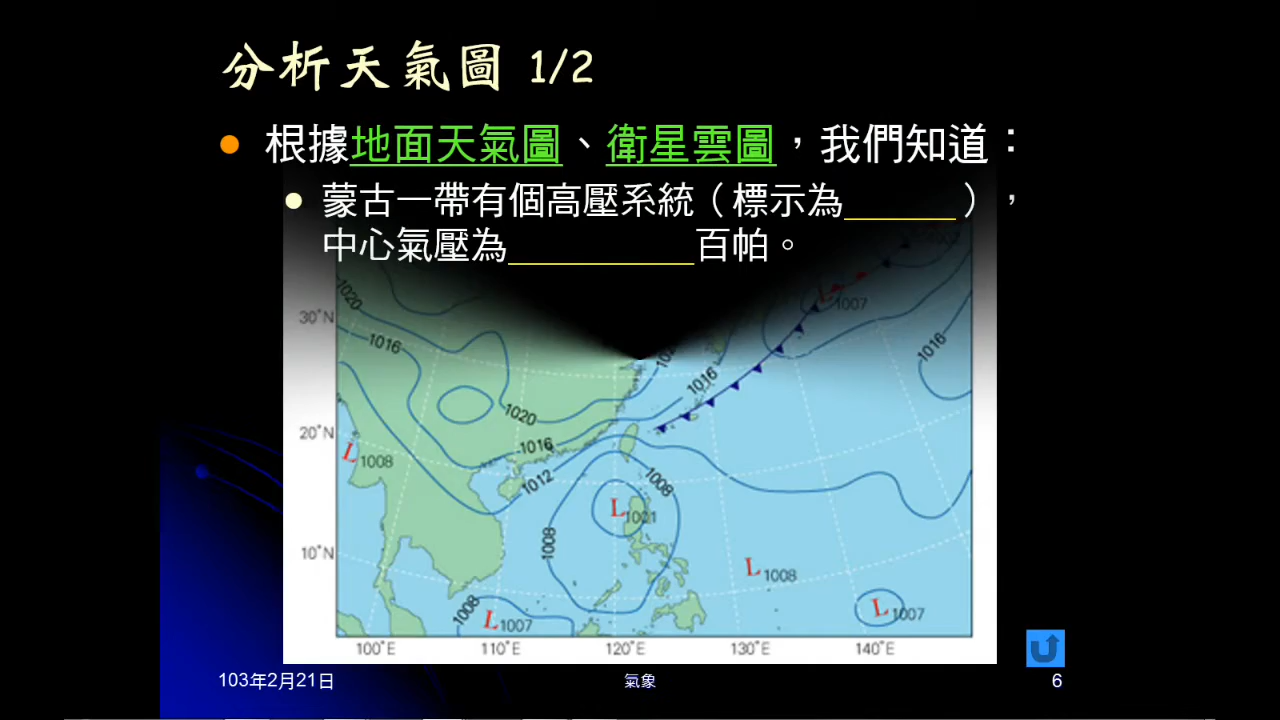 分析天氣圖 1/2
根據地面天氣圖、衛星雲圖，我們知道：
蒙古一帶有個高壓系統（標示為______），
中心氣壓為__________百帕。
1020
L 1007
30°N
1016
1016
1016
1020
20°N
1016
L 1008
1012
1008
L 1001
1008
10°N
L 1008
1008
L 1007
L 1007
100°E 110°E 120°E 130°E 140°E
103年2月21日 氣象 6